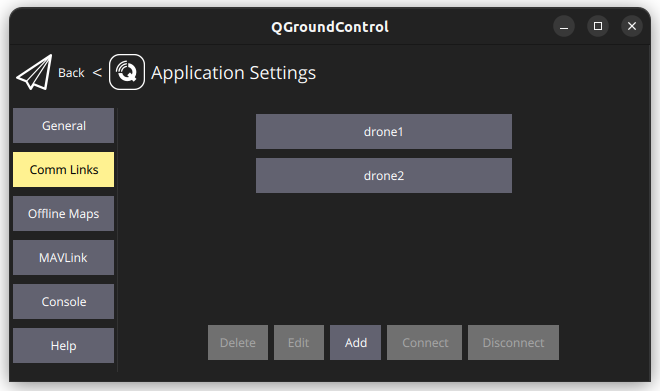 QGroundControl
Back < Application Settings
General
Comm Links
Offline Maps
MAVLink
Console
Help
drone1
drone2
Delete Edit Add Connect Disconnect